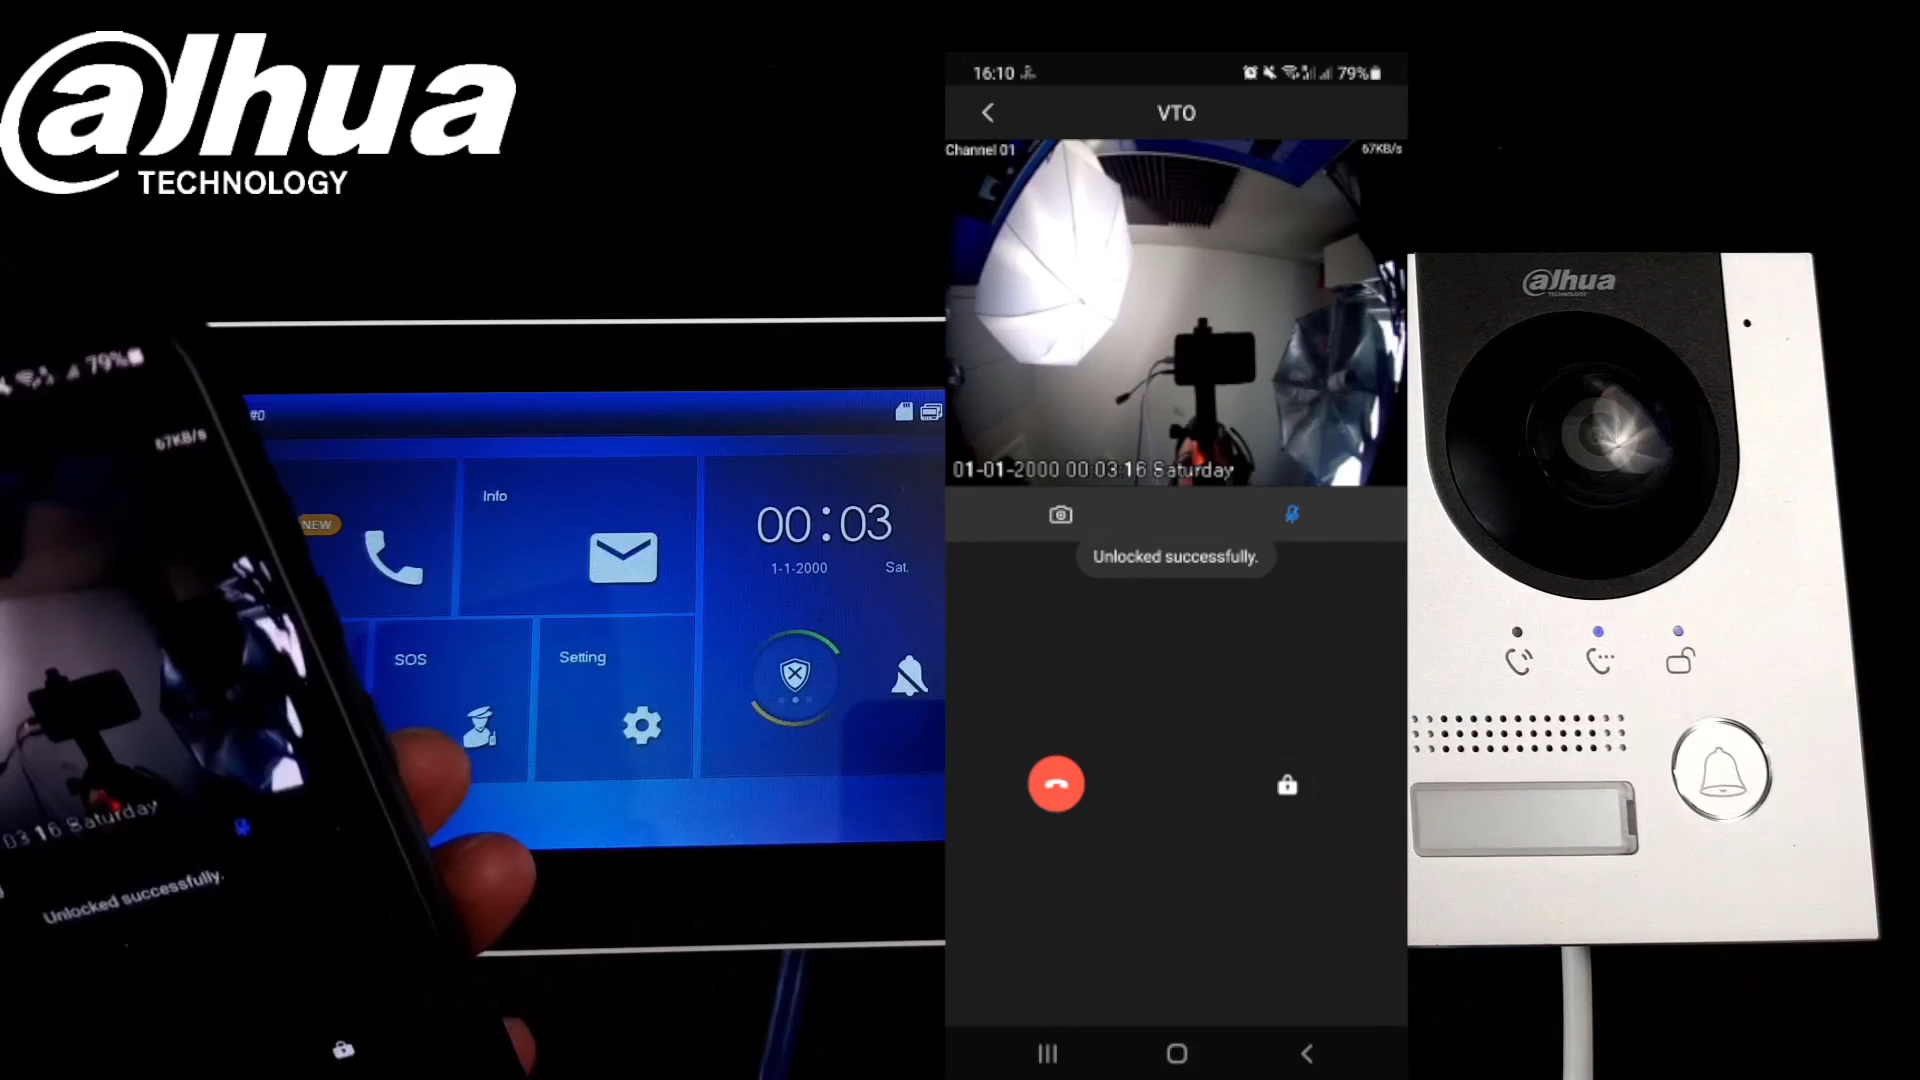 alhua
TECHNOLOGY
79%
67KB/s
03 16 Saturday
Unlocked successfully.
#0
NEW
Info
SOS
Setting
00:03
1-1-2000 Sat.
16:10 79%
VTO
Channel 01 67KB/s
01-01-2000 00:03:16 Saturday
Unlocked successfully.
alhua
TECHNOLOGY